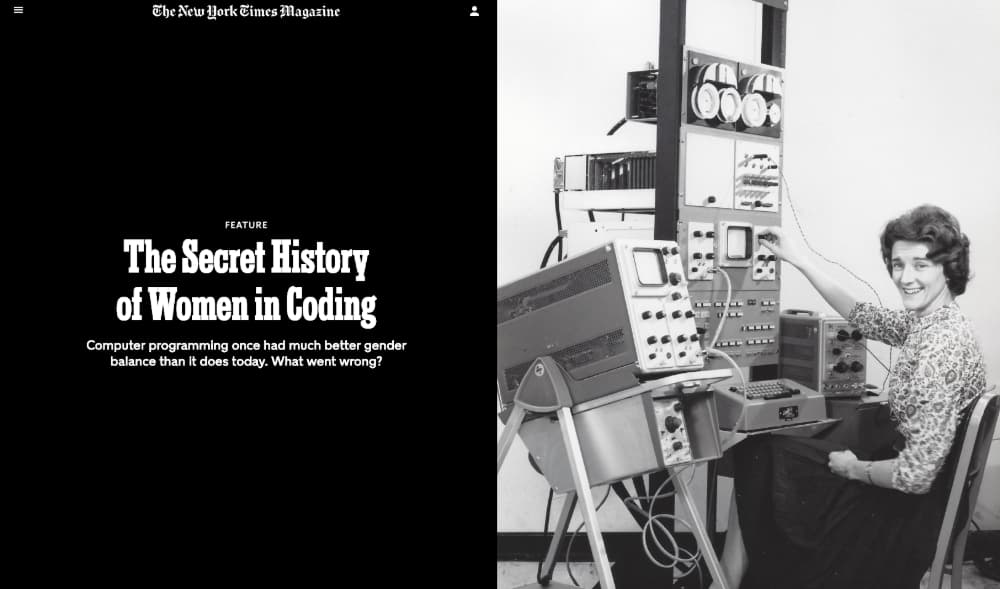 The New York Times Magazine
FEATURE
The Secret History
of Women in Coding
Computer programming once had much better gender
balance than it does today. What went wrong?